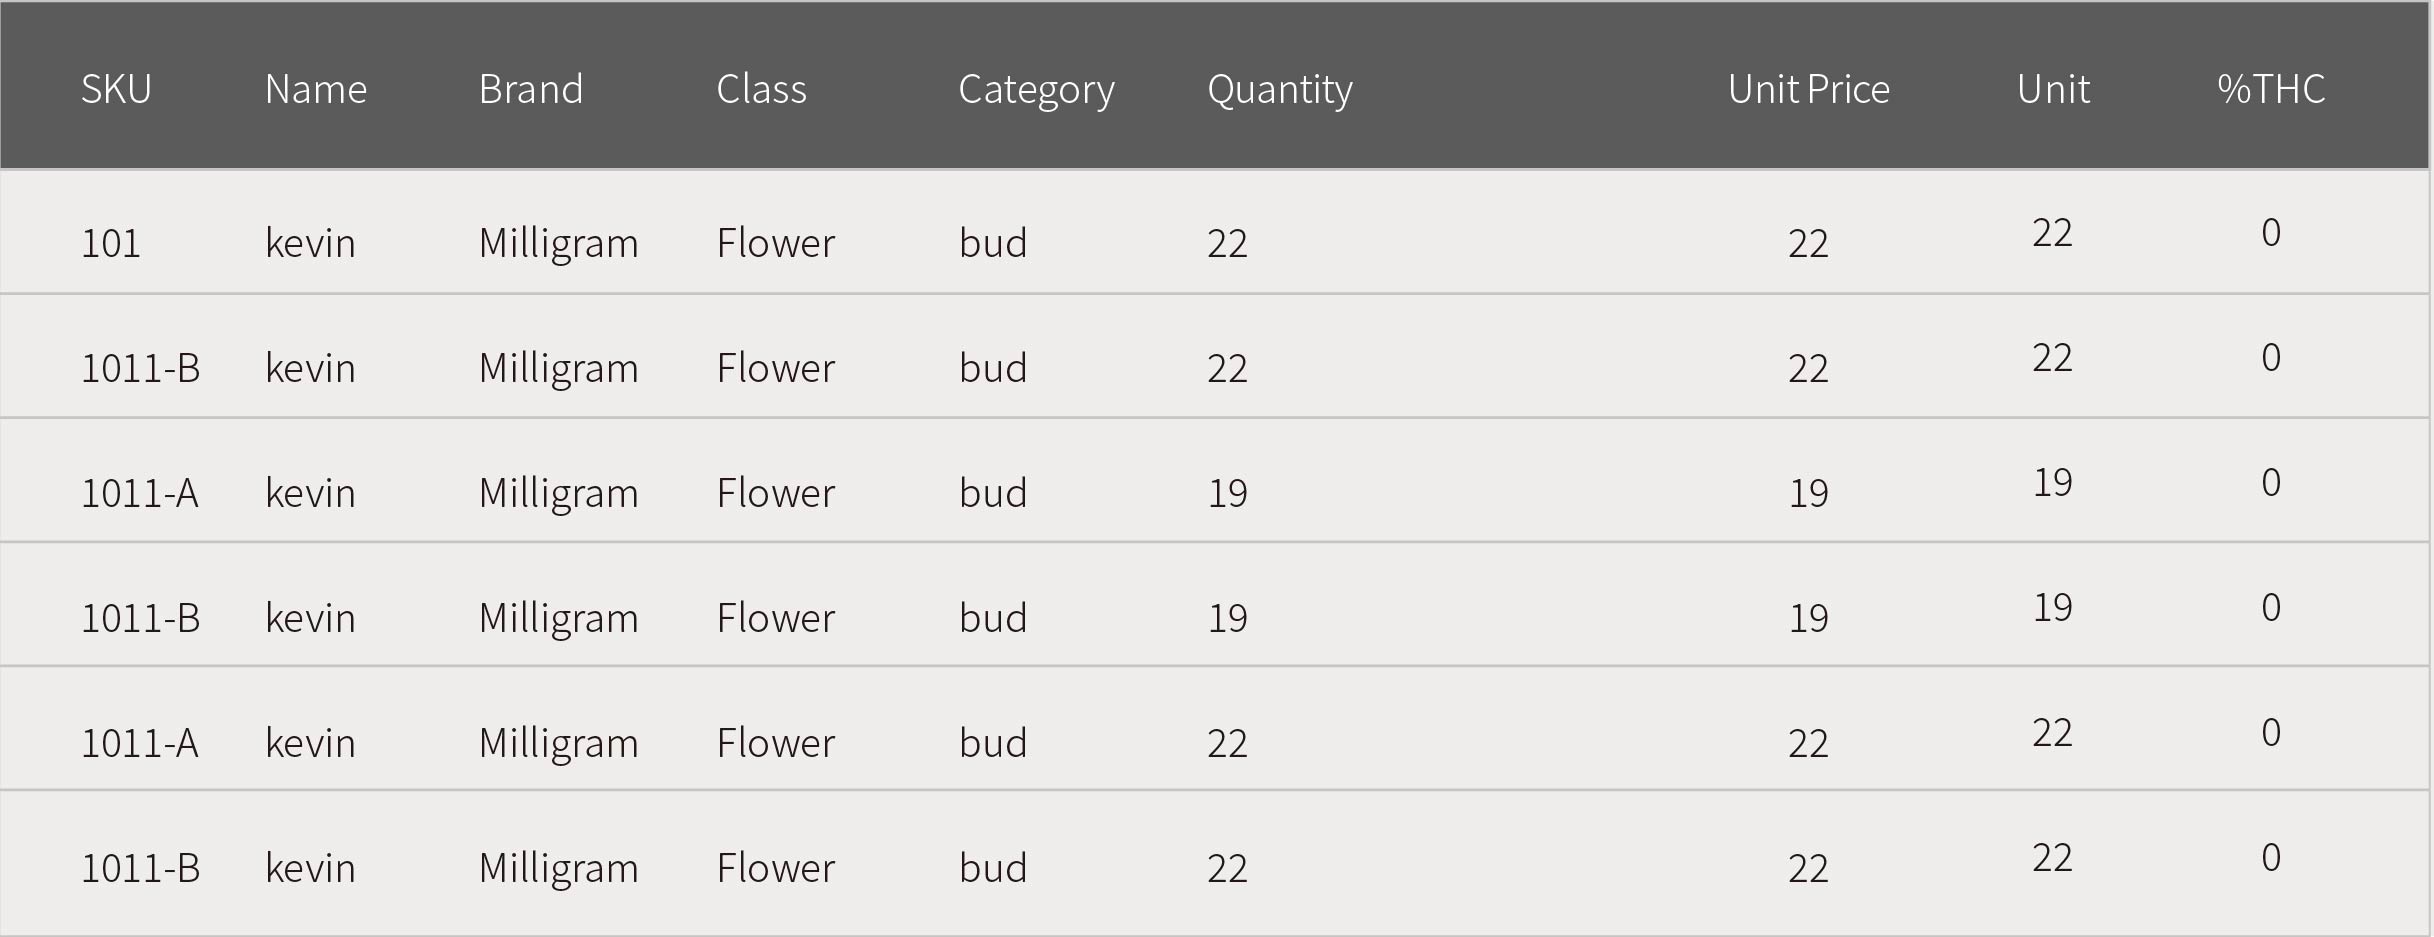 SKU Name Brand Class Category Quantity Unit Price Unit %THC
101 kevin Milligram Flower bud 22 22 22 0
1011-B kevin Milligram Flower bud 22 22 22 0
1011-A kevin Milligram Flower bud 19 19 19 0
1011-B kevin Milligram Flower bud 19 19 19 0
1011-A kevin Milligram Flower bud 22 22 22 0
1011-B kevin Milligram Flower bud 22 22 22 0